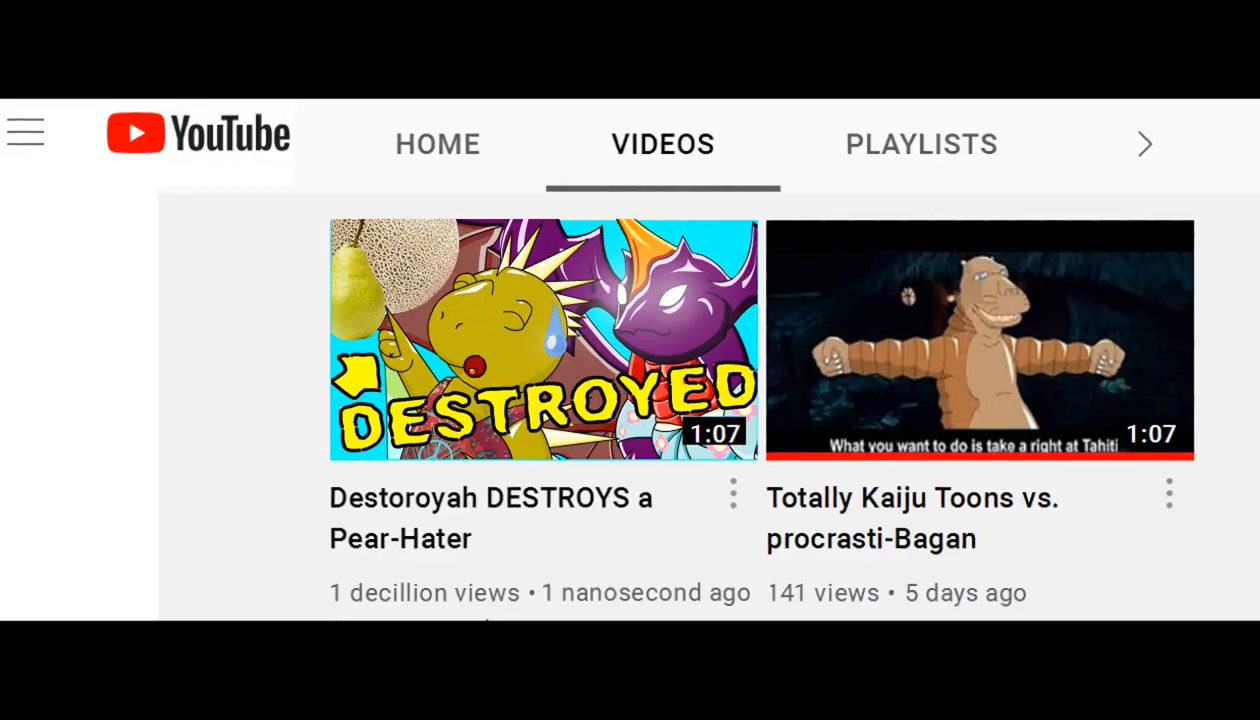 YouTube
HOME VIDEOS PLAYLISTS
DESTROYED
1:07
What you want to do is take a right at Tahiti
1:07
Destoroyah DESTROYS a
Pear-Hater
1 decillion views • 1 nanosecond ago
Totally Kaiju Toons vs.
procrasti-Bagan
141 views • 5 days ago